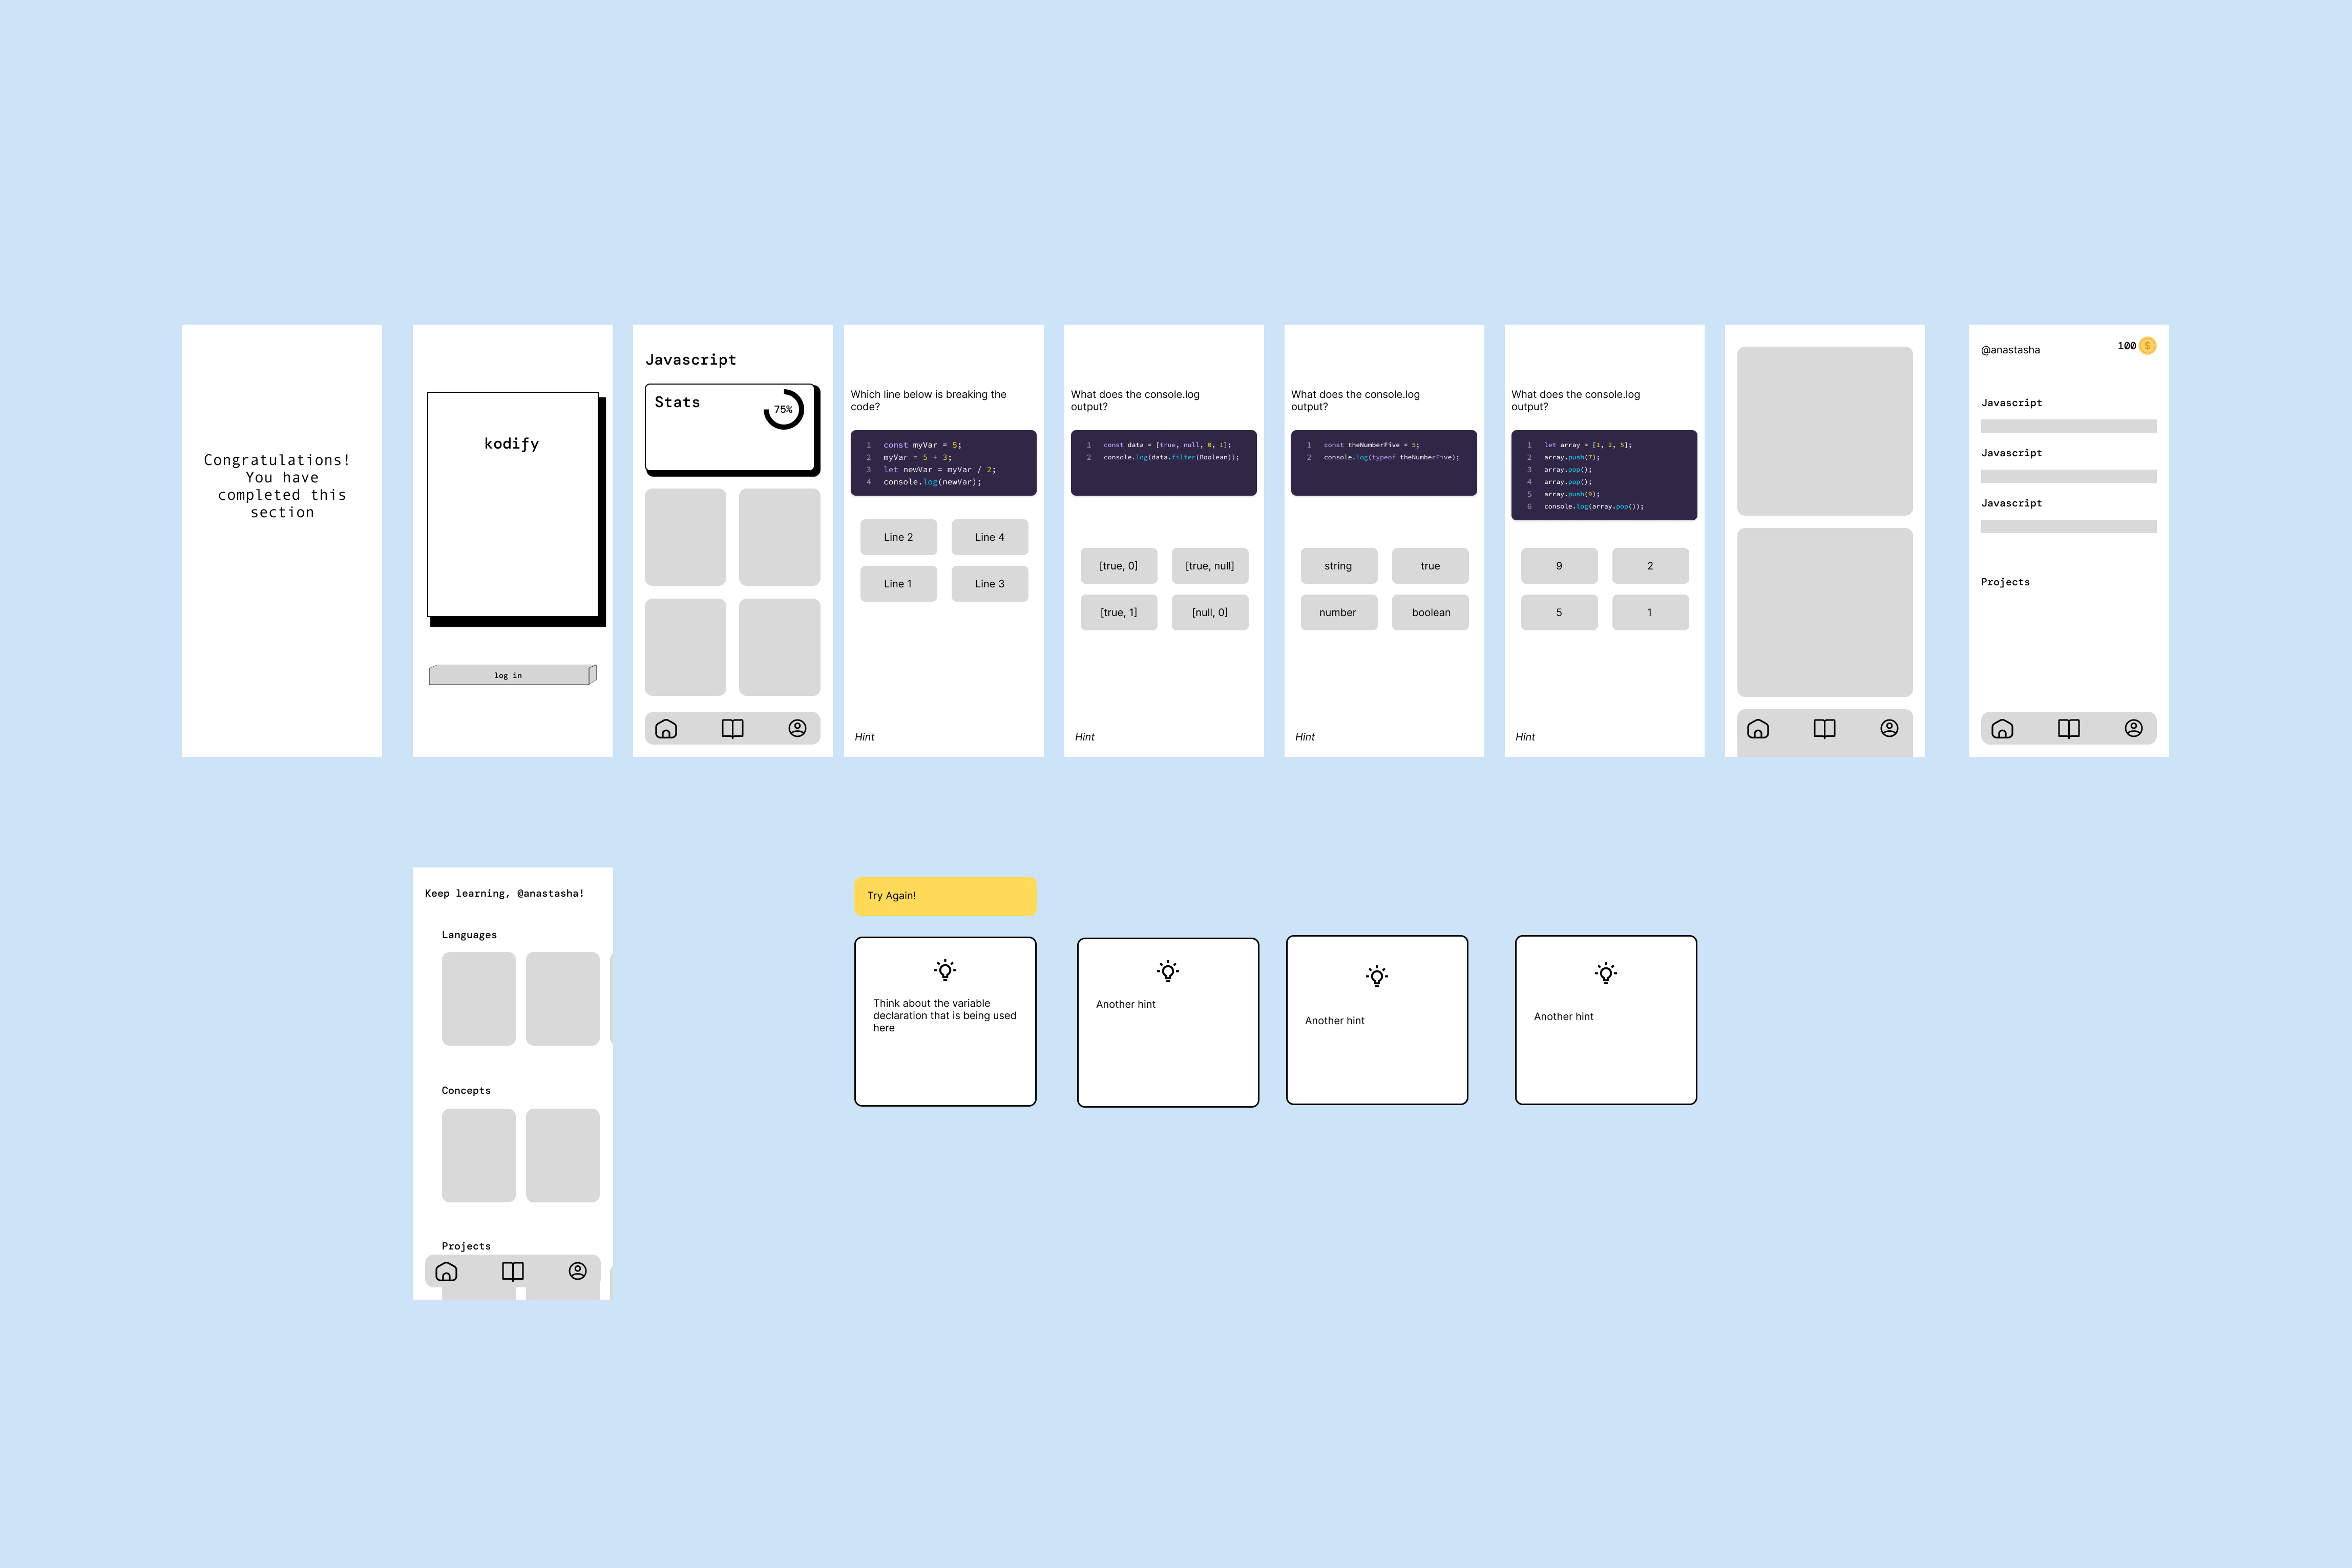 Congratulations!
You have
completed this
section
kodify
log in
Javascript
Stats
75%
Which line below is breaking the
code?
1 const myVar = 5;
2 myVar = 5 + 3;
3 let newVar = myVar / 2;
4 console.log(newVar);
Line 2 Line 4
Line 1 Line 3
Hint
What does the console.log
output?
1 const data = [true, null, 0, 1];
2 console.log(data.filter(Boolean));
[true, 0] [true, null]
[true, 1] [null, 0]
Hint
What does the console.log
output?
1 const theNumberFive = 5;
2 console.log(typeof theNumberFive);
string true
number boolean
Hint
What does the console.log
output?
1 let array = [1, 2, 5];
2 array.push(7);
3 array.pop();
4 array.pop();
5 array.push(9);
6 console.log(array.pop());
9 2
5 1
Hint
@anastasha 100 $
Javascript
Javascript
Javascript
Projects
Keep learning, @anastasha!
Languages
Concepts
Projects
Try Again!
Think about the variable
declaration that is being used
here
Another hint
Another hint
Another hint